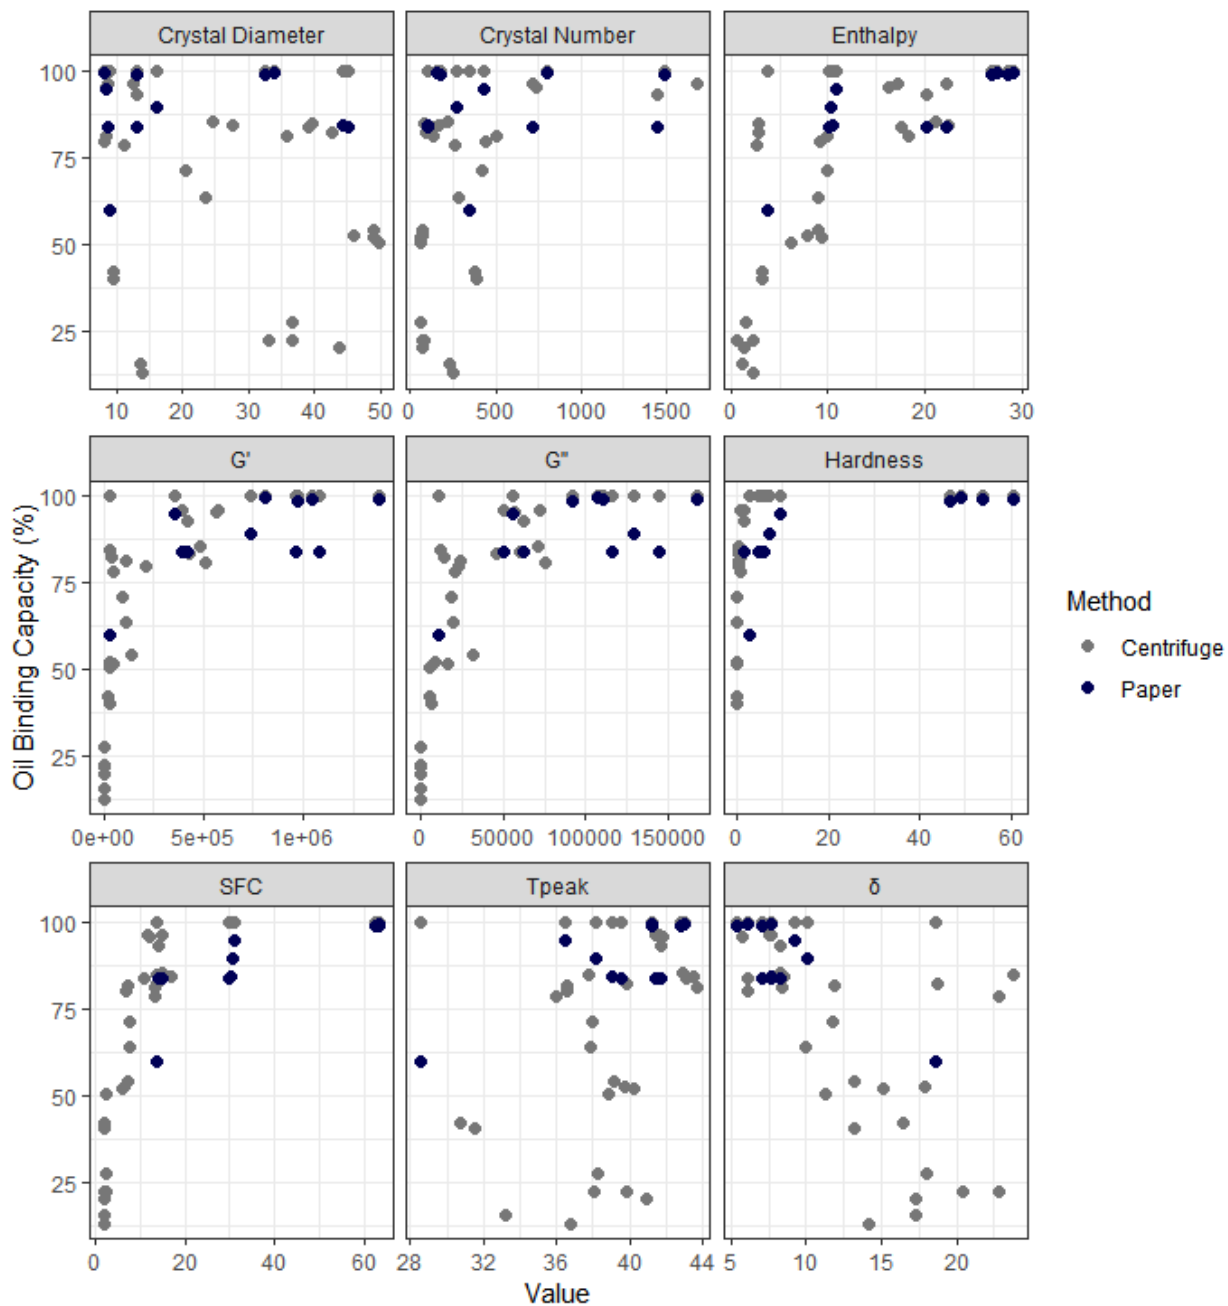 Crystal Diameter Crystal Number Enthalpy
100
75
50
25
10 20 30 40 50 0 500 1000 1500 0 10 20 30
G' G" Hardness
100
75
50
25
0e+00 5e+05 1e+06 0 50000 100000 150000 0 20 40 60
SFC Tpeak δ
100
75
50
25
0 20 40 60 28 32 36 40 44 5 10 15 20
Value
Oil Binding Capacity (%)
Method
Centrifuge
Paper